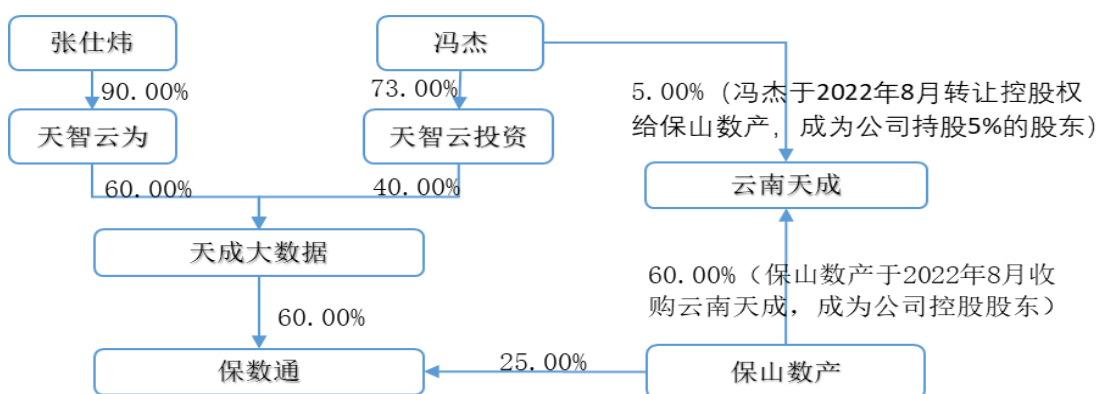 张仕炜
冯杰
90.00%
73.00%
5.00%（冯杰于2022年8月转让控股权
给保山数产，成为公司持股5%的股东）
天智云为
天智云投资
60.00%
40.00%
云南天成
天成大数据
60.00%（保山数产于2022年8月收
购云南天成，成为公司控股股东）
60.00%
保数通
25.00%
保山数产